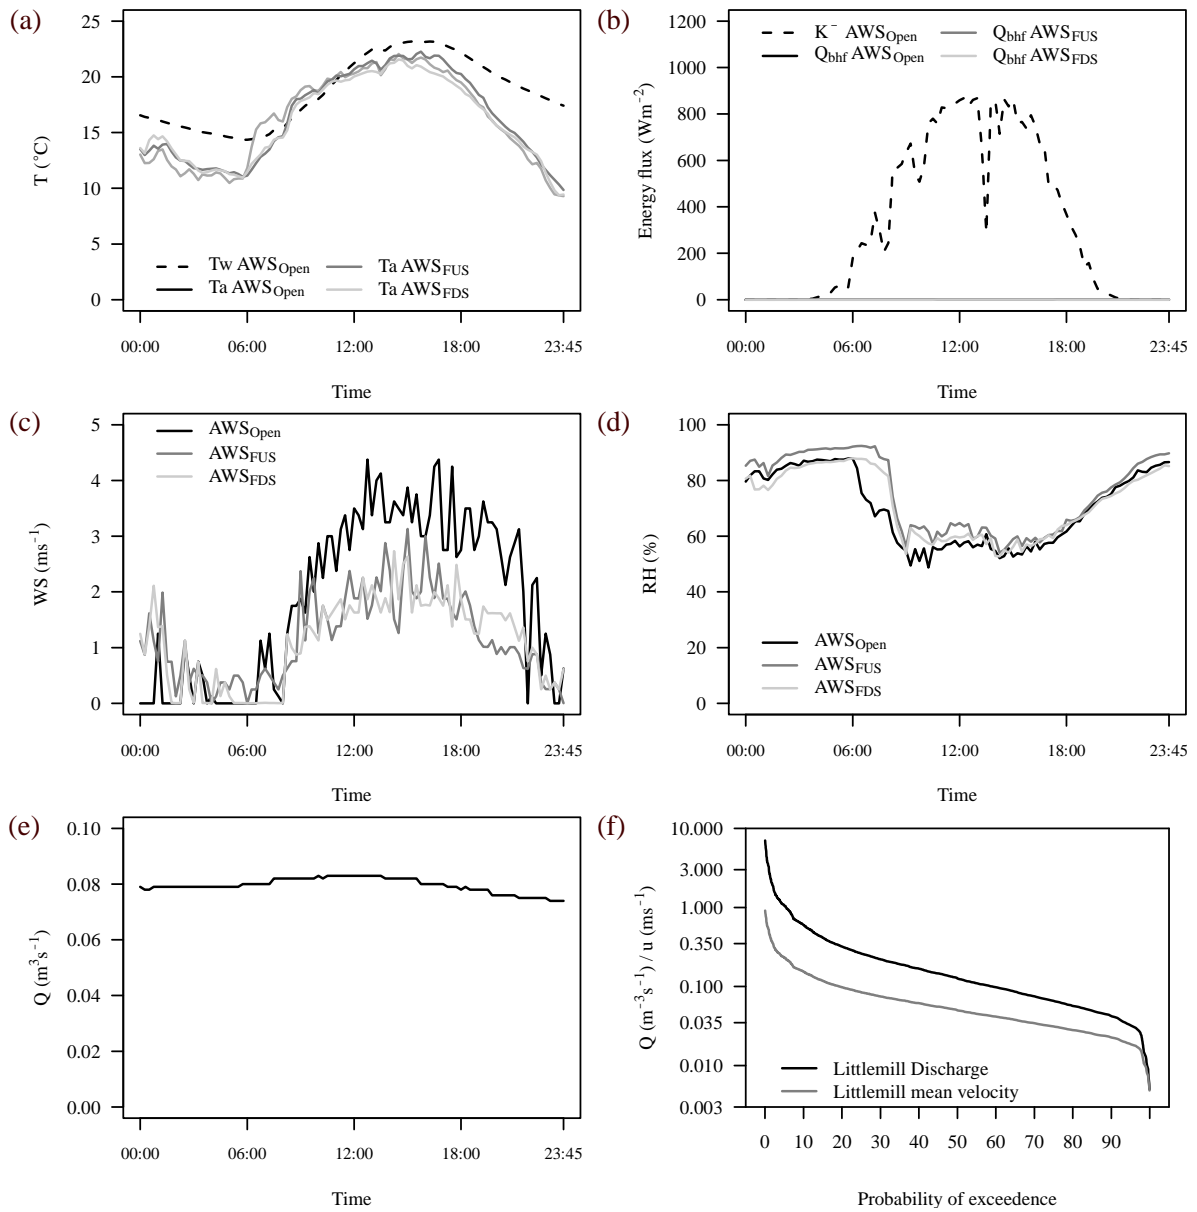 (a)
25
20
15
10
5
0
T (°C)
Tw AWSOpen
Ta AWSOpen
Ta AWSFUS
Ta AWSFDS
00:00 06:00 12:00 18:00 23:45
Time
(b)
1200
1000
800
600
400
200
0
Energy flux (Wm−2)
K− AWSOpen
Qbhf AWSOpen
Qbhf AWSFUS
Qbhf AWSFDS
00:00 06:00 12:00 18:00 23:45
Time
(c)
5
4
3
2
1
0
WS (ms−1)
AWSOpen
AWSFUS
AWSFDS
00:00 06:00 12:00 18:00 23:45
Time
(d)
100
80
60
40
20
0
RH (%)
AWSOpen
AWSFUS
AWSFDS
00:00 06:00 12:00 18:00 23:45
Time
(e)
0.10
0.08
0.06
0.04
0.02
0.00
Q (m3s−1)
00:00 06:00 12:00 18:00 23:45
Time
(f)
10.000
3.000
1.000
0.350
0.100
0.035
0.010
0.003
Q (m−3s−1) / u (ms−1)
Littlemill Discharge
Littlemill mean velocity
0 10 20 30 40 50 60 70 80 90
Probability of exceedence